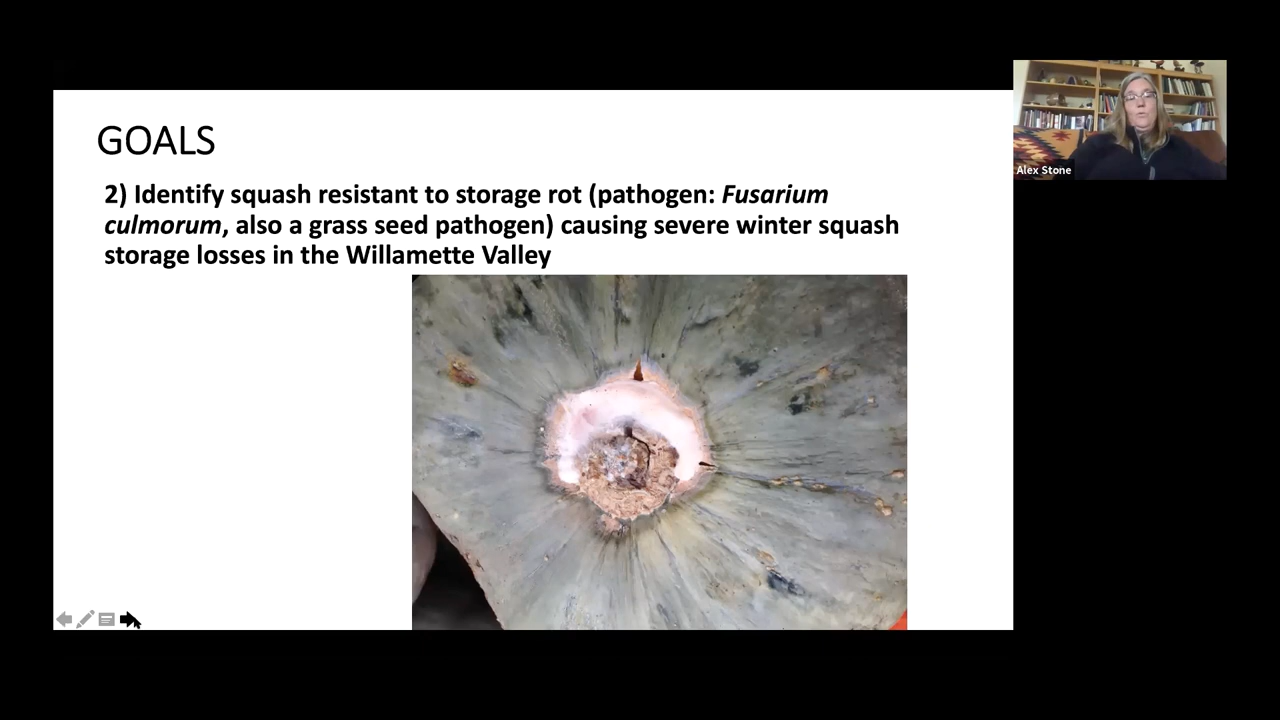 GOALS
2) Identify squash resistant to storage rot (pathogen: Fusarium
culmorum, also a grass seed pathogen) causing severe winter squash
storage losses in the Willamette Valley
Alex Stone